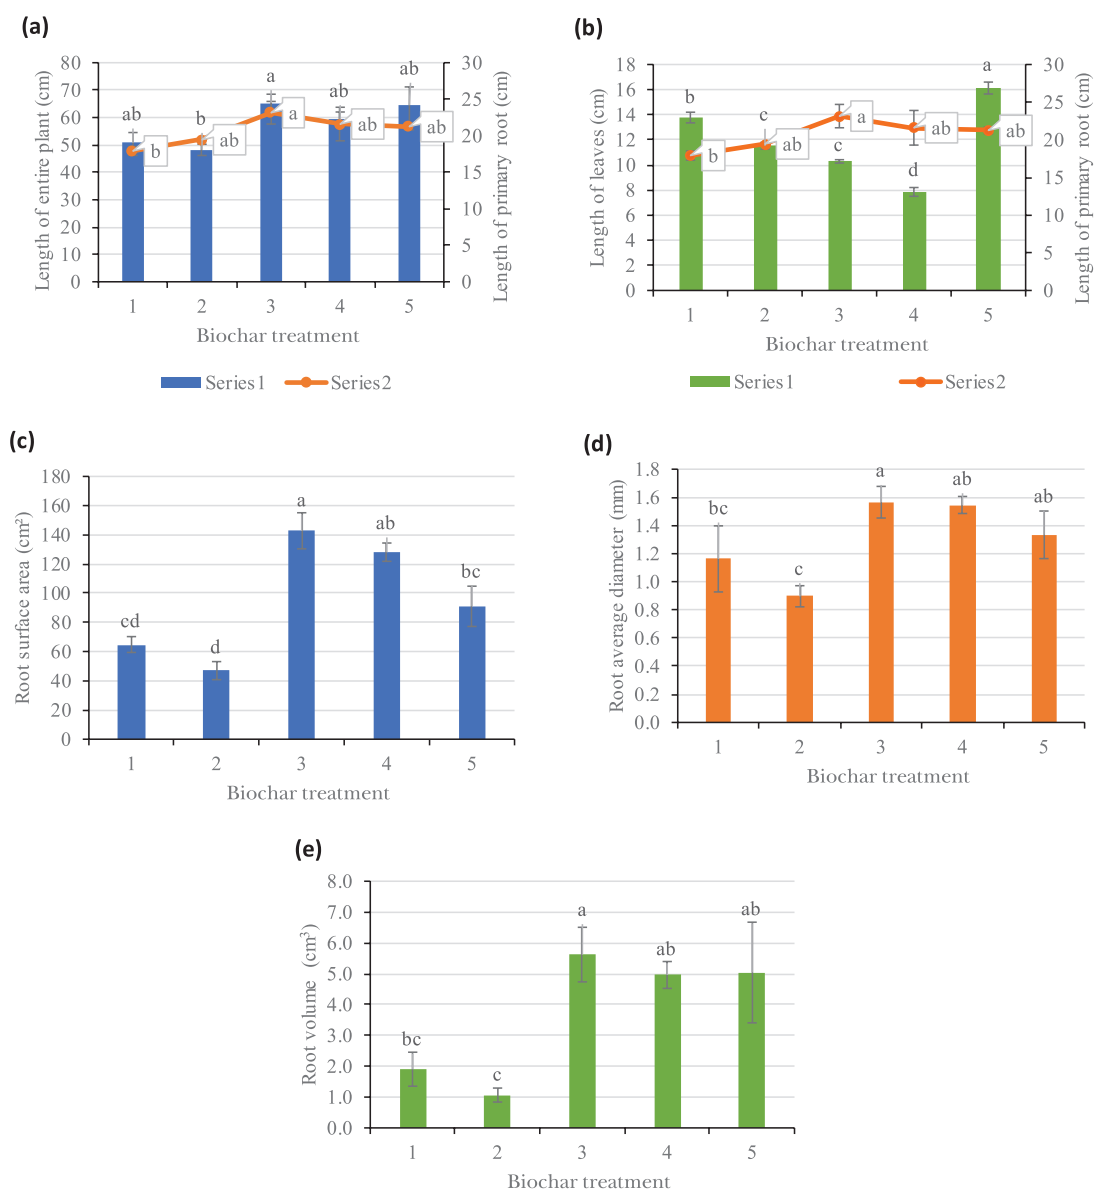 (a)
Length of entire plant (cm)
80
70
60
50
40
30
20
10
0
ab
b
a
ab
ab
b
ab
a
ab
ab
30
25
20
15
10
5
0
Length of primary root (cm)
1 2 3 4 5
Biochar treatment
Series1 Series2
(b)
Length of leaves (cm)
18
16
14
12
10
8
6
4
2
0
b
c
c
d
a
b
ab
a
ab
ab
30
25
20
15
10
5
0
Length of primary root (cm)
1 2 3 4 5
Biochar treatment
Series1 Series2
(c)
Root surface area (cm²)
180
160
140
120
100
80
60
40
20
0
cd
d
a
ab
bc
1 2 3 4 5
Biochar treatment
(d)
Root average diameter (mm)
1.8
1.6
1.4
1.2
1.0
0.8
0.6
0.4
0.2
0.0
bc
c
a
ab
ab
1 2 3 4 5
Biochar treatment
(e)
Root volume (cm³)
8.0
7.0
6.0
5.0
4.0
3.0
2.0
1.0
0.0
bc
c
a
ab
ab
1 2 3 4 5
Biochar treatment